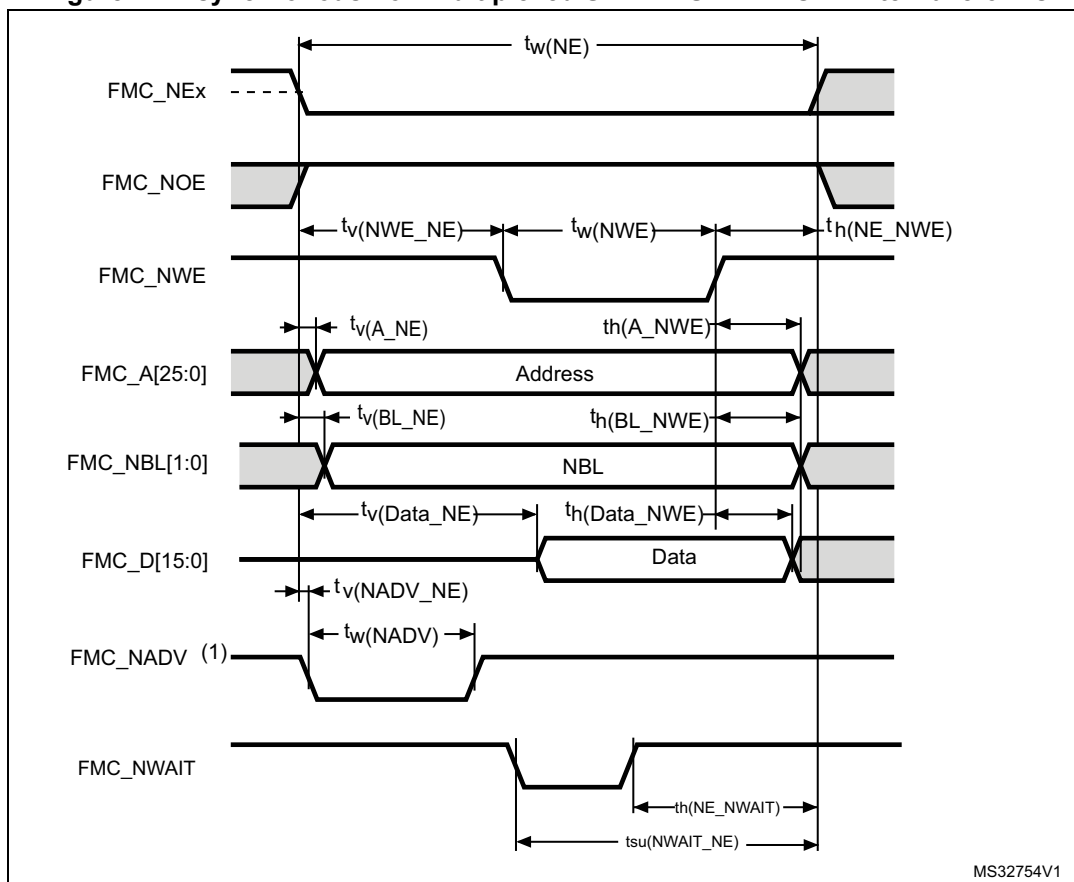 tw(NE)
FMC_NEx
FMC_NOE
tv(NWE_NE)
tw(NWE)
th(NE_NWE)
FMC_NWE
tv(A_NE)
th(A_NWE)
FMC_A[25:0]
Address
tv(BL_NE)
th(BL_NWE)
FMC_NBL[1:0]
NBL
tv(Data_NE)
th(Data_NWE)
FMC_D[15:0]
Data
tv(NADV_NE)
tw(NADV)
FMC_NADV (1)
FMC_NWAIT
th(NE_NWAIT)
tsu(NWAIT_NE)
MS32754V1